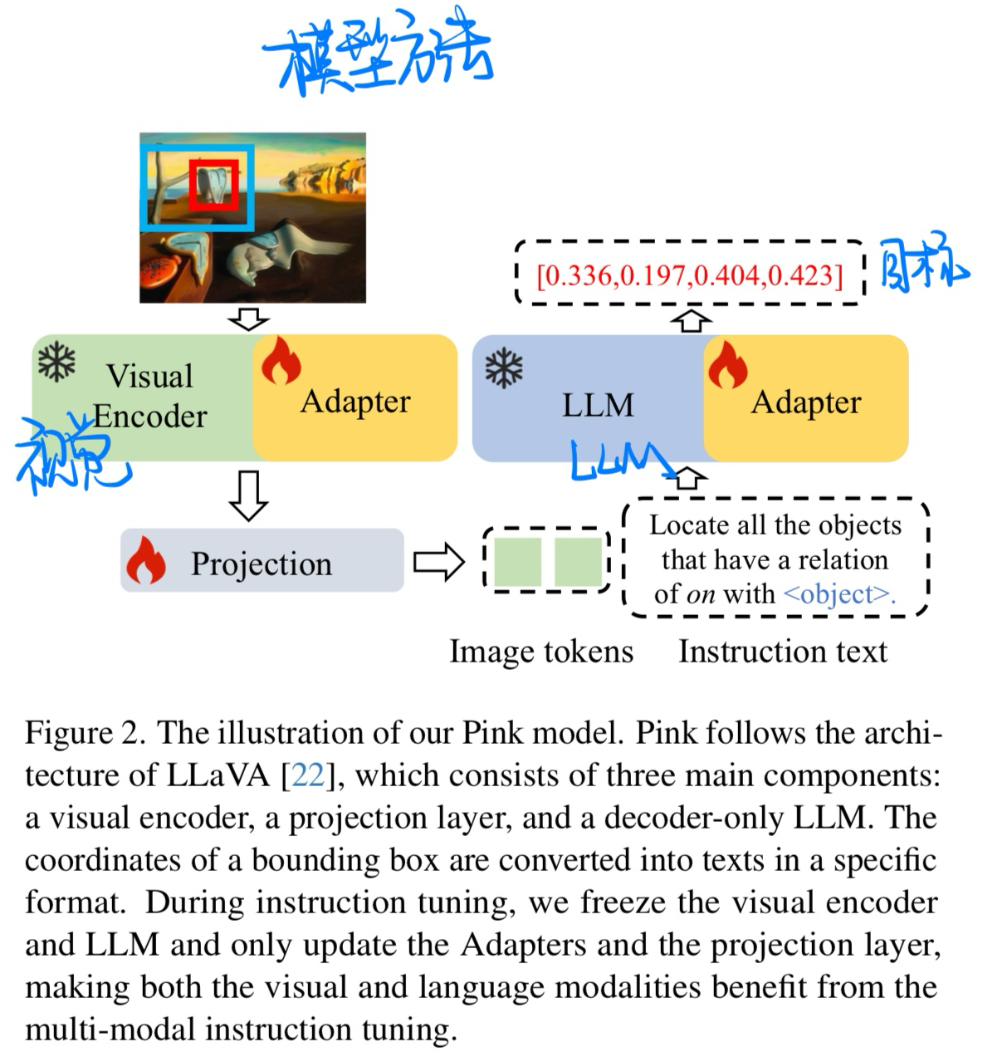 模型方法
[0.336,0.197,0.404,0.423]
目标
Visual
Encoder
Adapter
视觉
LLM
Adapter
LLM
Projection
Locate all the objects
that have a relation
of on with <object>.
Image tokens
Instruction text
Figure 2. The illustration of our Pink model. Pink follows the archi-
tecture of LLaVA [22], which consists of three main components:
a visual encoder, a projection layer, and a decoder-only LLM. The
coordinates of a bounding box are converted into texts in a specific
format. During instruction tuning, we freeze the visual encoder
and LLM and only update the Adapters and the projection layer,
making both the visual and language modalities benefit from the
multi-modal instruction tuning.